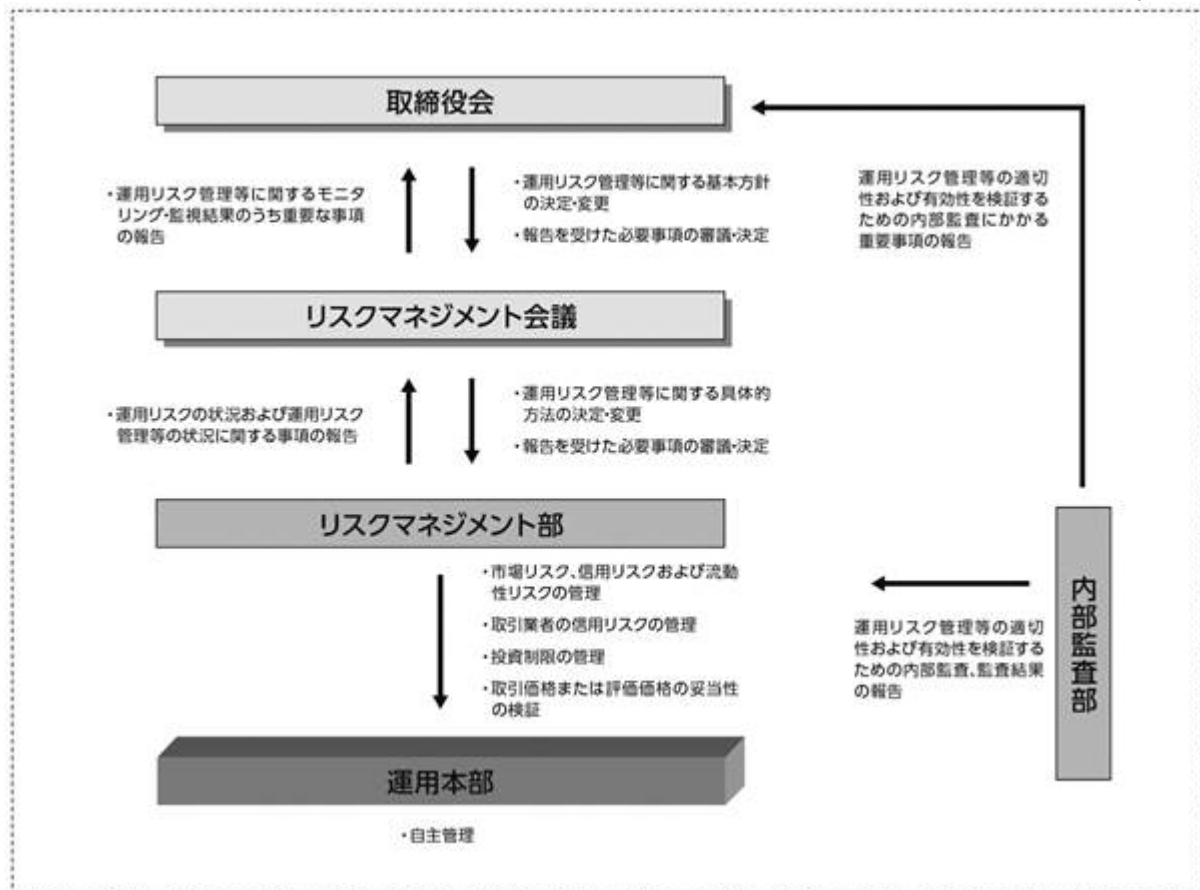 取締役会
・運用リスク管理等に関するモニタ
リング・監視結果のうち重要な事項
の報告
・運用リスク管理等に関する基本方針
の決定・変更
・報告を受けた必要事項の審議・決定
運用リスク管理等の適切
性および有効性を検証する
ための内部監査にかかる
重要事項の報告
リスクマネジメント会議
・運用リスクの状況および運用リスク
管理等の状況に関する事項の報告
・運用リスク管理等に関する具体的
方法の決定・変更
・報告を受けた必要事項の審議・決定
リスクマネジメント部
・市場リスク、信用リスクおよび流動
性リスクの管理
・取引業者の信用リスクの管理
・投資制限の管理
・取引価格または評価価格の妥当性
の検証
運用リスク管理等の適切
性および有効性を検証する
ための内部監査、監査結果
の報告
内部監査部
運用本部
・自主管理